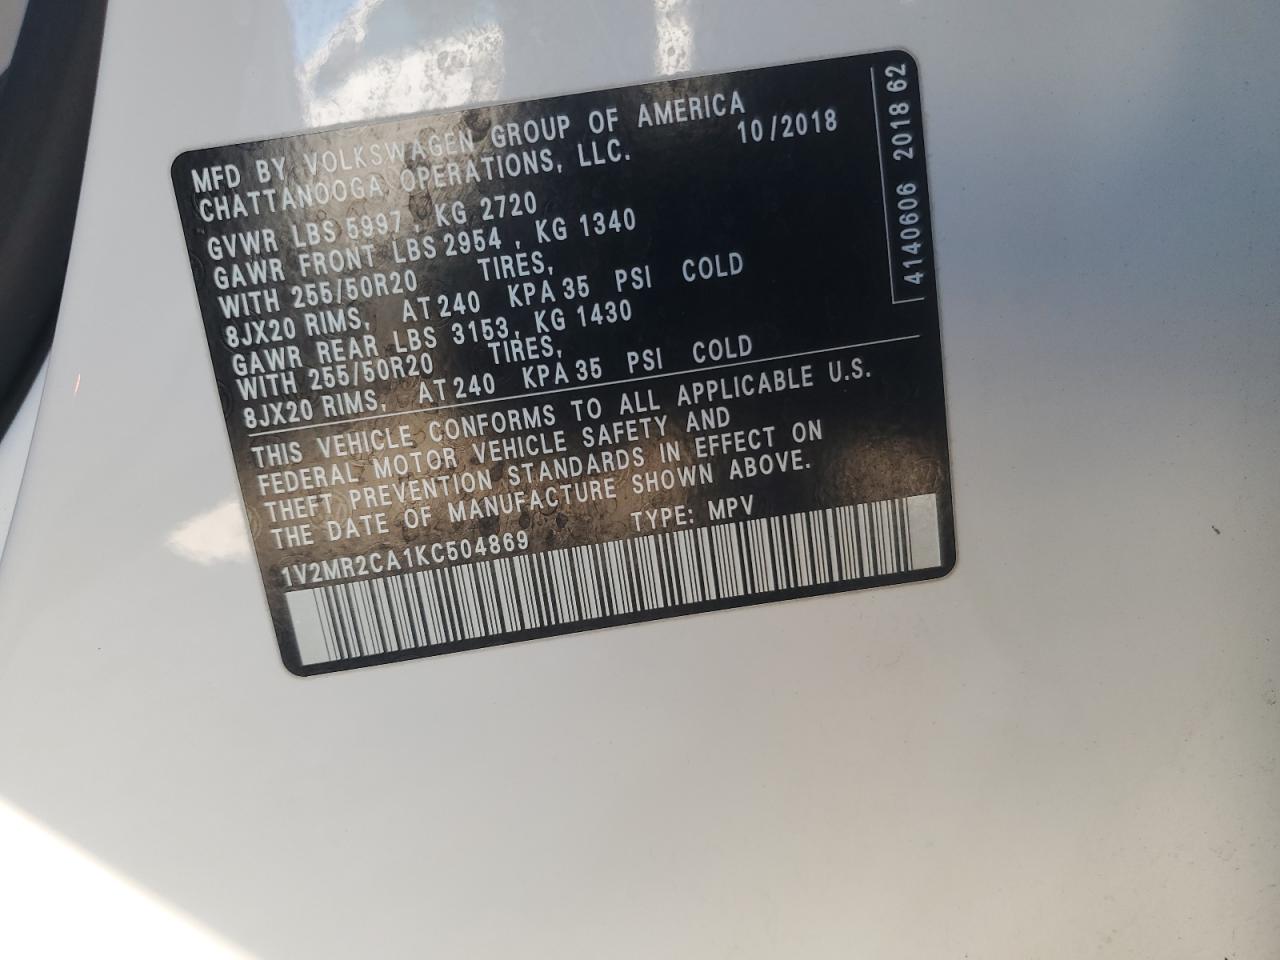 MFD BY VOLKSWAGEN GROUP OF AMERICA
CHATTANOOGA OPERATIONS, LLC. 10/2018
GVWR LBS 5997 , KG 2720
GAWR FRONT LBS 2954 , KG 1340
WITH 255/50R20 TIRES,
8JX20 RIMS, AT 240 KPA 35 PSI COLD
GAWR REAR LBS 3153, KG 1430
WITH 255/50R20 TIRES,
8JX20 RIMS, AT 240 KPA 35 PSI COLD
THIS VEHICLE CONFORMS TO ALL APPLICABLE U.S.
FEDERAL MOTOR VEHICLE SAFETY AND
THEFT PREVENTION STANDARDS IN EFFECT ON
THE DATE OF MANUFACTURE SHOWN ABOVE.
1V2MR2CA1KC504869 TYPE: MPV
4140606 2018 62